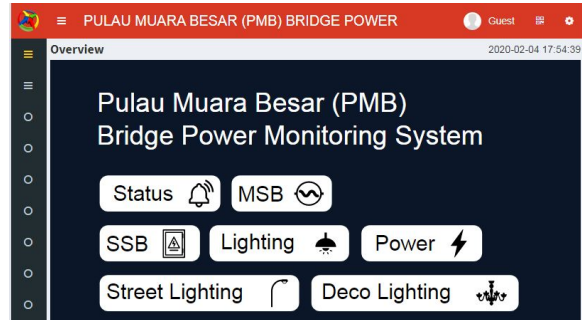 PULAU MUARA BESAR (PMB) BRIDGE POWER
Guest
Overview
2020-02-04 17:54:39
Pulau Muara Besar (PMB)
Bridge Power Monitoring System
Status
MSB
SSB
Lighting
Power
Street Lighting
Deco Lighting